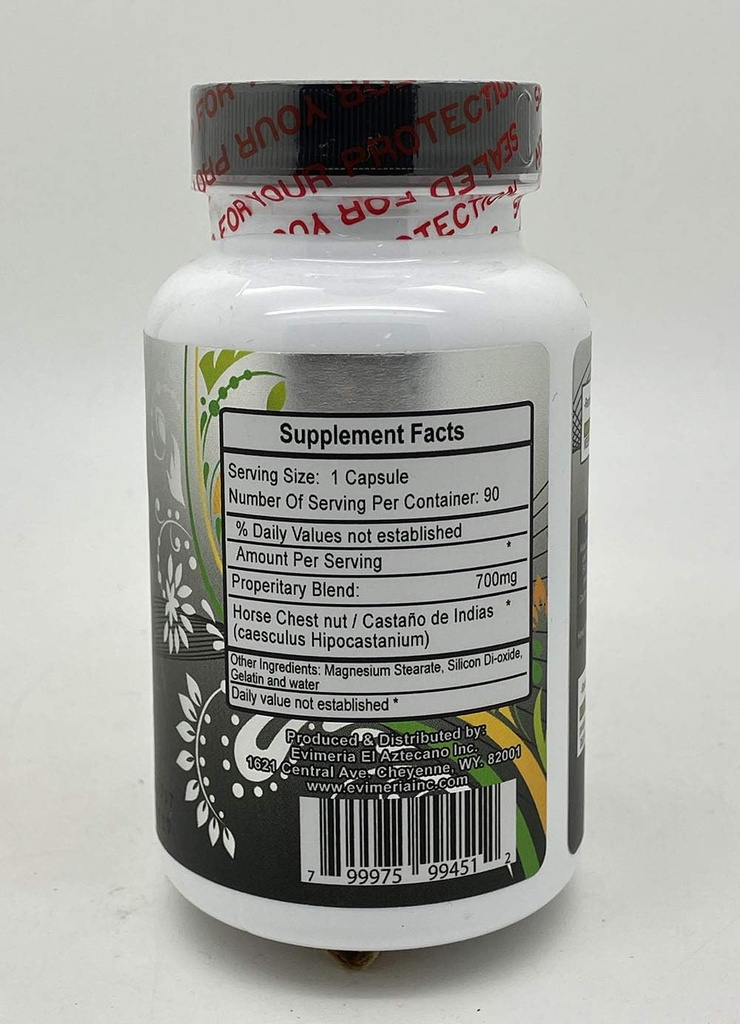 FOR YOUR PROTECTION
SEALED FOR YOUR
FOR YOUR PROTECTION
Supplement Facts
Serving Size: 1 Capsule
Number Of Serving Per Container: 90
% Daily Values not established
Amount Per Serving *
Properitary Blend: 700mg
Horse Chest nut / Castaño de Indias *
(caesculus Hipocastanium)
Other Ingredients: Magnesium Stearate, Silicon Di-oxide,
Gelatin and water
Daily value not established *
Produced & Distributed by:
Evimeria El Aztecano Inc.
1621 Central Ave. Cheyenne, WY. 82001
www.evimeriainc.com
7 99975 99451 2